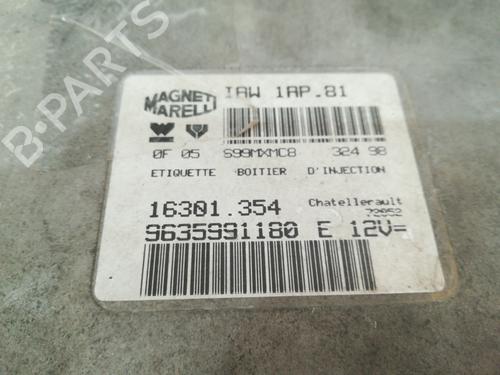 B-PARTS
MAGNETI MARELLI
IAW 1AP.81
0F 05 S99MXMC8 324 98
ETIQUETTE BOITIER D'INJECTION
16301.354 Chatellerault
72052
9635991180 E 12V=